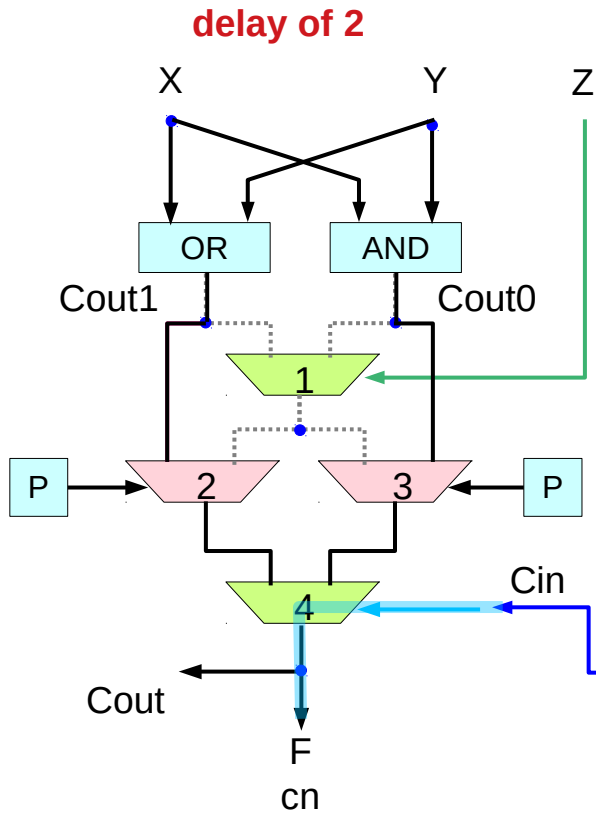 delay of 2
X Y Z
OR AND
Cout1 Cout0
1
P 2 3 P
Cin
4
Cout
F
cn